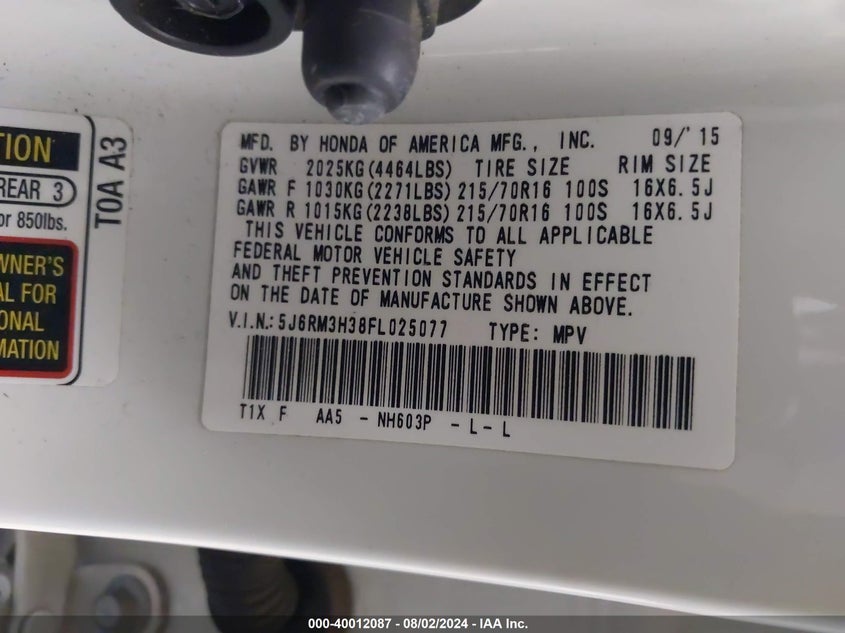 TION
REAR 3
or 850lbs.
WNER'S
AL FOR
ONAL
MATION
T0A A3
MFD. BY HONDA OF AMERICA MFG., INC. 09/'15
GVWR 2025KG(4464LBS) TIRE SIZE RIM SIZE
GAWR F 1030KG(2271LBS) 215/70R16 100S 16X6.5J
GAWR R 1015KG(2238LBS) 215/70R16 100S 16X6.5J
THIS VEHICLE CONFORMS TO ALL APPLICABLE
FEDERAL MOTOR VEHICLE SAFETY
AND THEFT PREVENTION STANDARDS IN EFFECT
ON THE DATE OF MANUFACTURE SHOWN ABOVE.
V.I.N.: 5J6RM3H38FL025077 TYPE: MPV
T1X F AA5 - NH603P - L - L
000-40012087 - 08/02/2024 - IAA Inc.